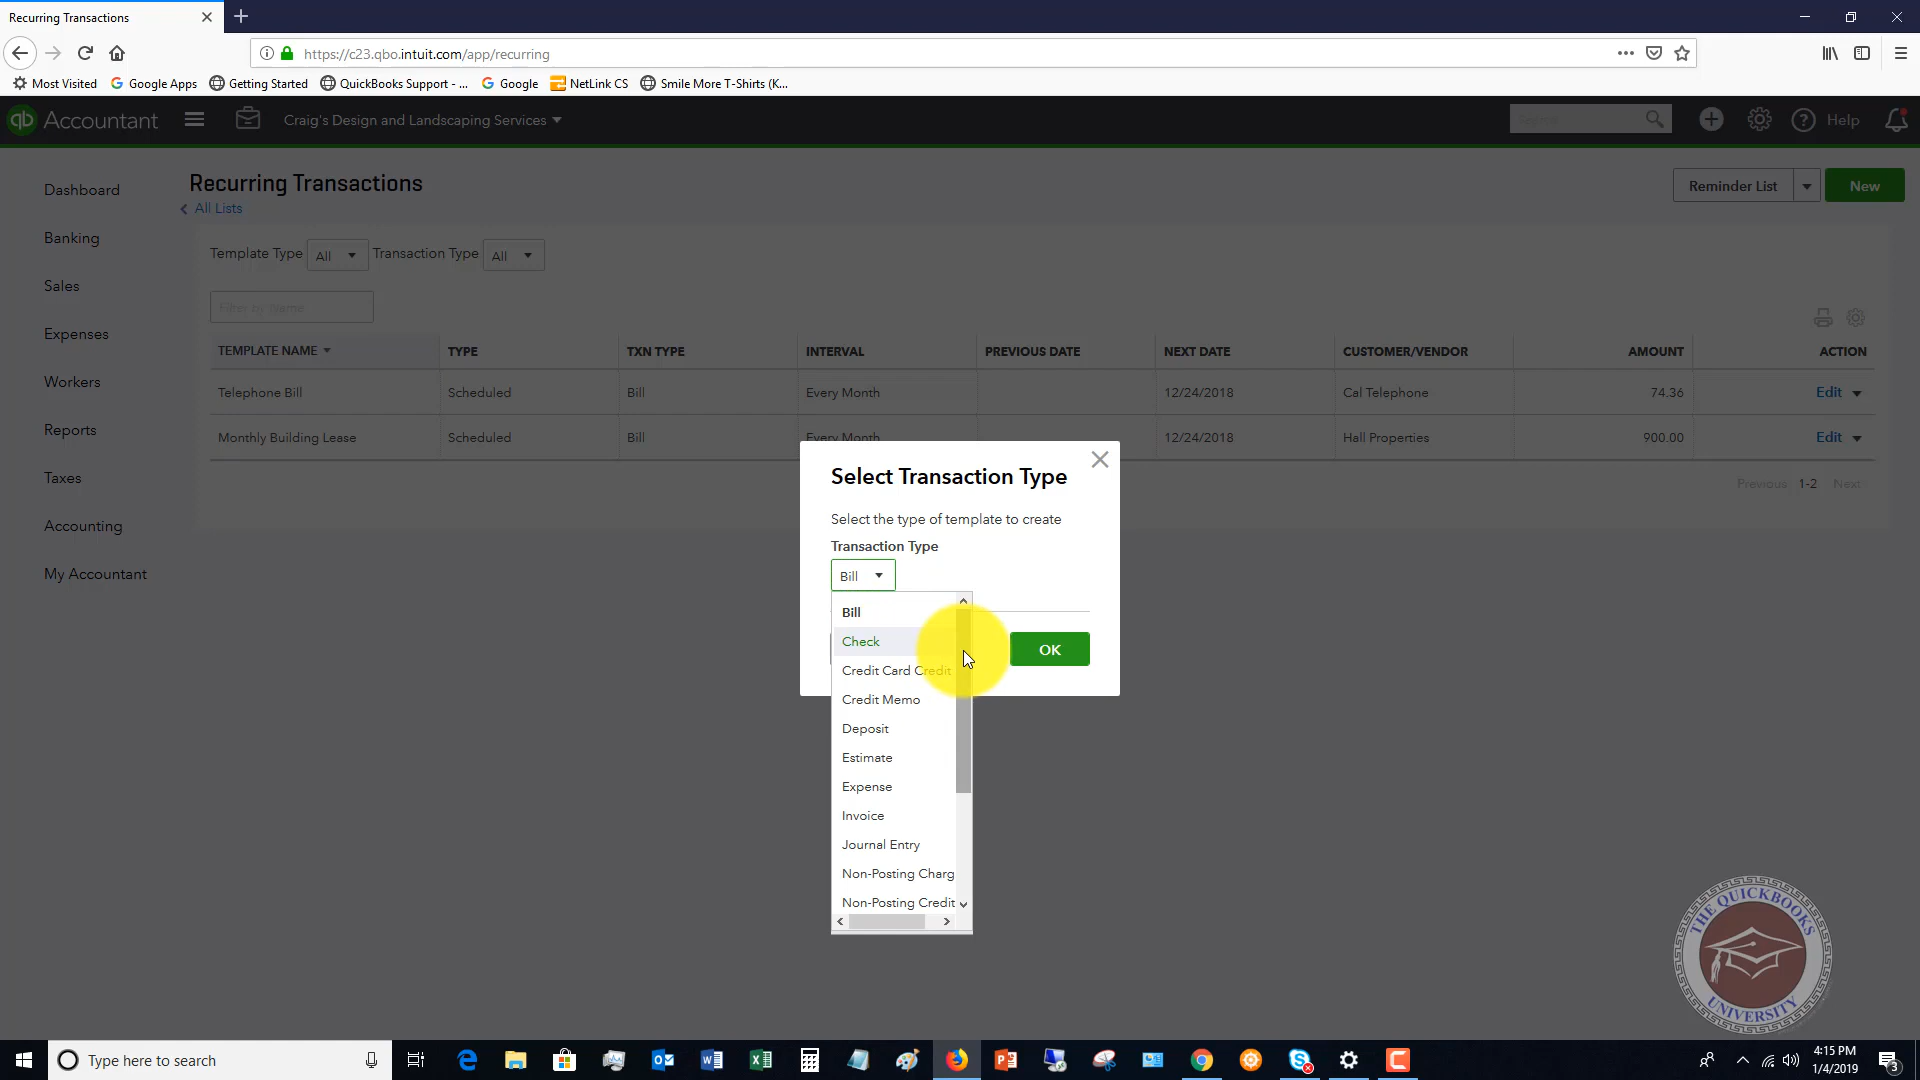 Recurring Transactions
https://c23.qbo.intuit.com/app/recurring
Most Visited Google Apps Getting Started QuickBooks Support - ... Google NetLink CS Smile More T-Shirts (K...
qb Accountant Craig's Design and Landscaping Services Search Help
Recurring Transactions
All Lists
Reminder List New
Dashboard
Banking
Sales
Expenses
Workers
Reports
Taxes
Accounting
My Accountant
Template Type All Transaction Type All
Filter by Name
TEMPLATE NAME TYPE TXN TYPE INTERVAL PREVIOUS DATE NEXT DATE CUSTOMER/VENDOR AMOUNT ACTION
Telephone Bill Scheduled Bill Every Month 12/24/2018 Cal Telephone 74.36 Edit
Monthly Building Lease Scheduled Bill Every Month 12/24/2018 Hall Properties 900.00 Edit
Previous 1-2 Next
Select Transaction Type
Select the type of template to create
Transaction Type
Bill
Bill
Check
Credit Card Credit
Credit Memo
Deposit
Estimate
Expense
Invoice
Journal Entry
Non-Posting Charg
Non-Posting Credit
OK
THE QUICKBOOKS
UNIVERSITY
Type here to search
4:15 PM
1/4/2019
3